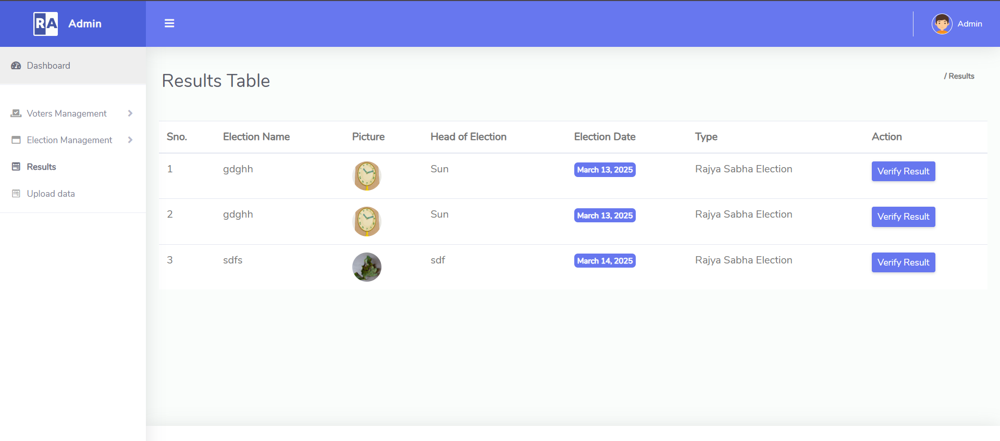 RA Admin
Admin
Dashboard
Voters Management
Election Management
Results
Upload data
Results Table
/ Results
Sno. Election Name Picture Head of Election Election Date Type Action
1 gdghh Sun March 13, 2025 Rajya Sabha Election Verify Result
2 gdghh Sun March 13, 2025 Rajya Sabha Election Verify Result
3 sdfs sdf March 14, 2025 Rajya Sabha Election Verify Result